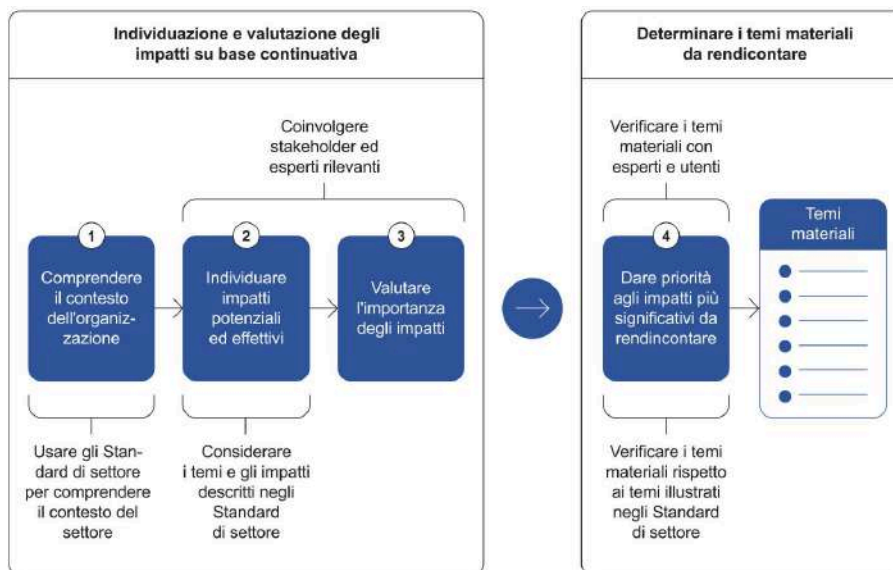 Individuazione e valutazione degli
impatti su base continuativa
Coinvolgere
stakeholder ed
esperti rilevanti
1
Comprendere
il contesto
dell'organiz-
zazione
2
Individuare
impatti
potenziali
ed effettivi
3
Valutare
l'importanza
degli impatti
Usare gli Stan-
dard di settore
per comprendere
il contesto del
settore
Considerare
i temi e gli impatti
descritti negli
Standard
di settore
Determinare i temi materiali
da rendicontare
Verificare i temi
materiali con
esperti e utenti
4
Dare priorità
agli impatti più
significativi da
rendincontare
Temi
materiali
Verificare i temi
materiali rispetto
ai temi illustrati
negli Standard
di settore